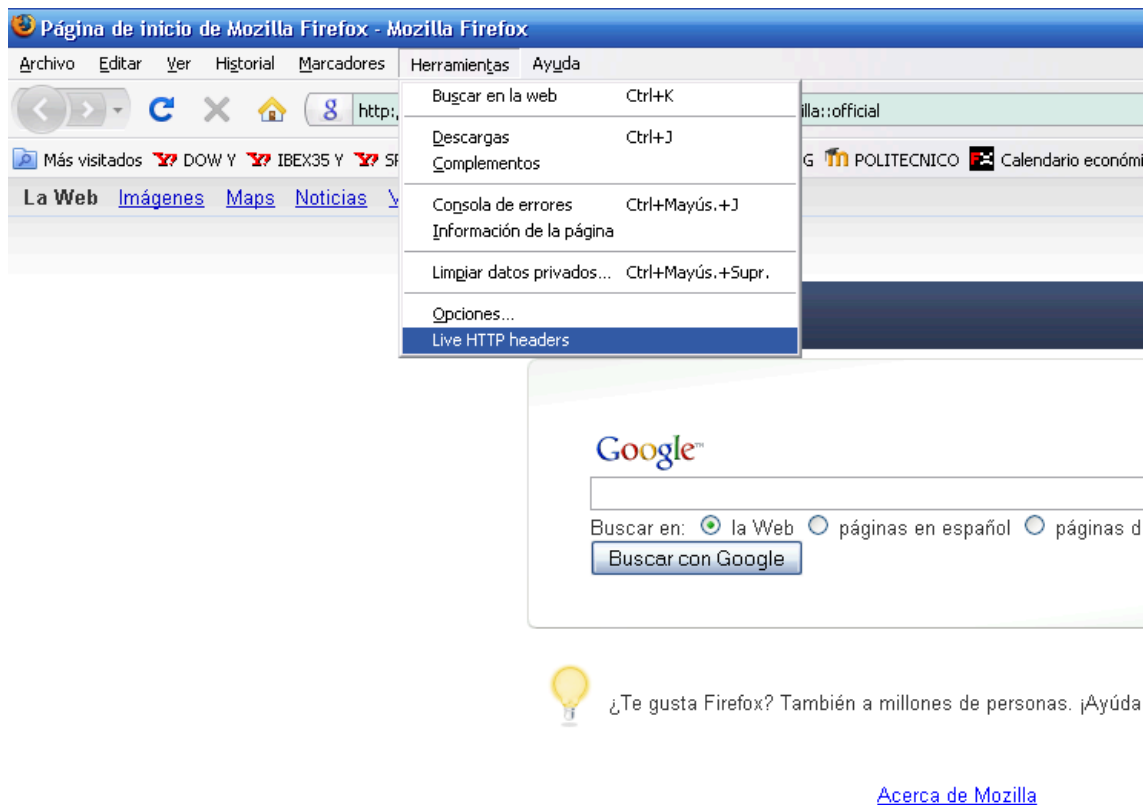 Página de inicio de Mozilla Firefox - Mozilla Firefox
Archivo Editar Ver Historial Marcadores Herramientas Ayuda
http: illa::official
Más visitados DOW Y IBEX35 Y G POLITECNICO Calendario
La Web Imágenes Maps Noticias
Buscar en la web Ctrl+K
Descargas Ctrl+J
Complementos
Consola de errores Ctrl+Mayús.+J
Información de la página
Limpiar datos privados... Ctrl+Mayús.+Supr.
Opciones...
Live HTTP headers
Google™
Buscar en: la Web páginas en español páginas d
Buscar con Google
¿Te gusta Firefox? También a millones de personas. ¡Ayúda
Acerca de Mozilla